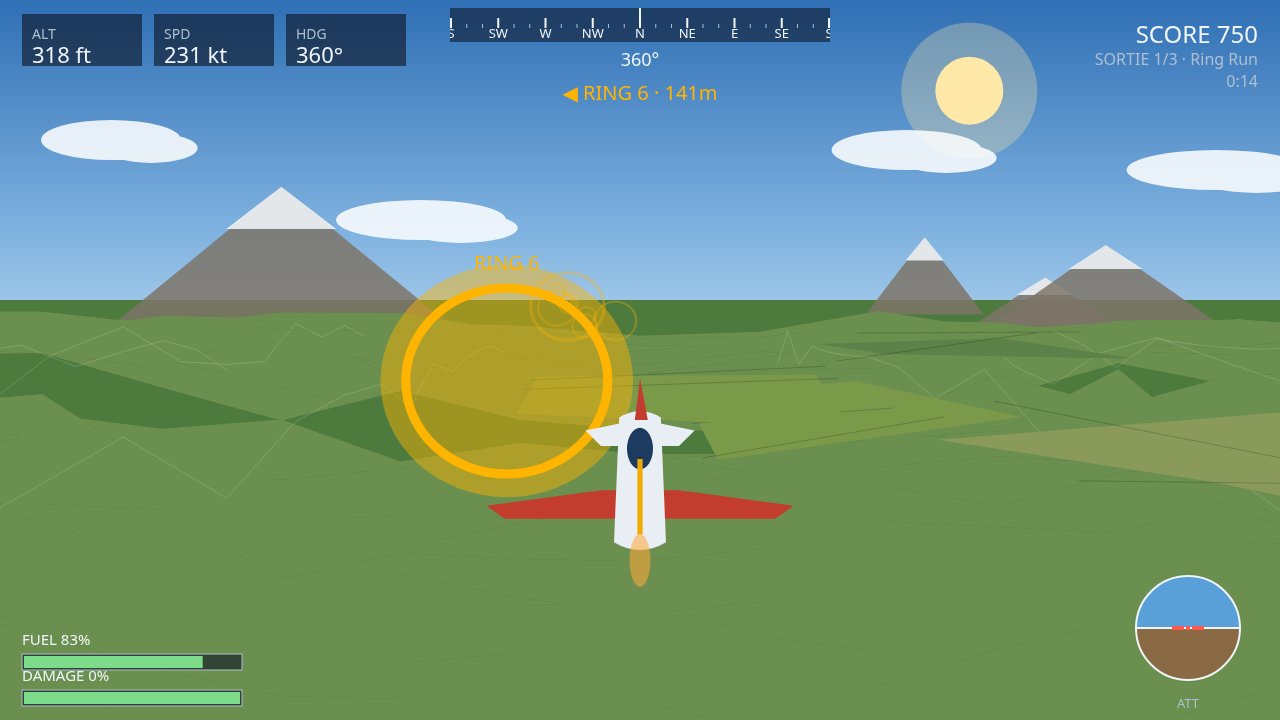 ALT
318 ft
SPD
231 kt
HDG
360°
S SW W NW N NE E SE S
360°
◀ RING 6 · 141m
SCORE 750
SORTIE 1/3 · Ring Run
0:14
RING 6
FUEL 83%
DAMAGE 0%
ATT